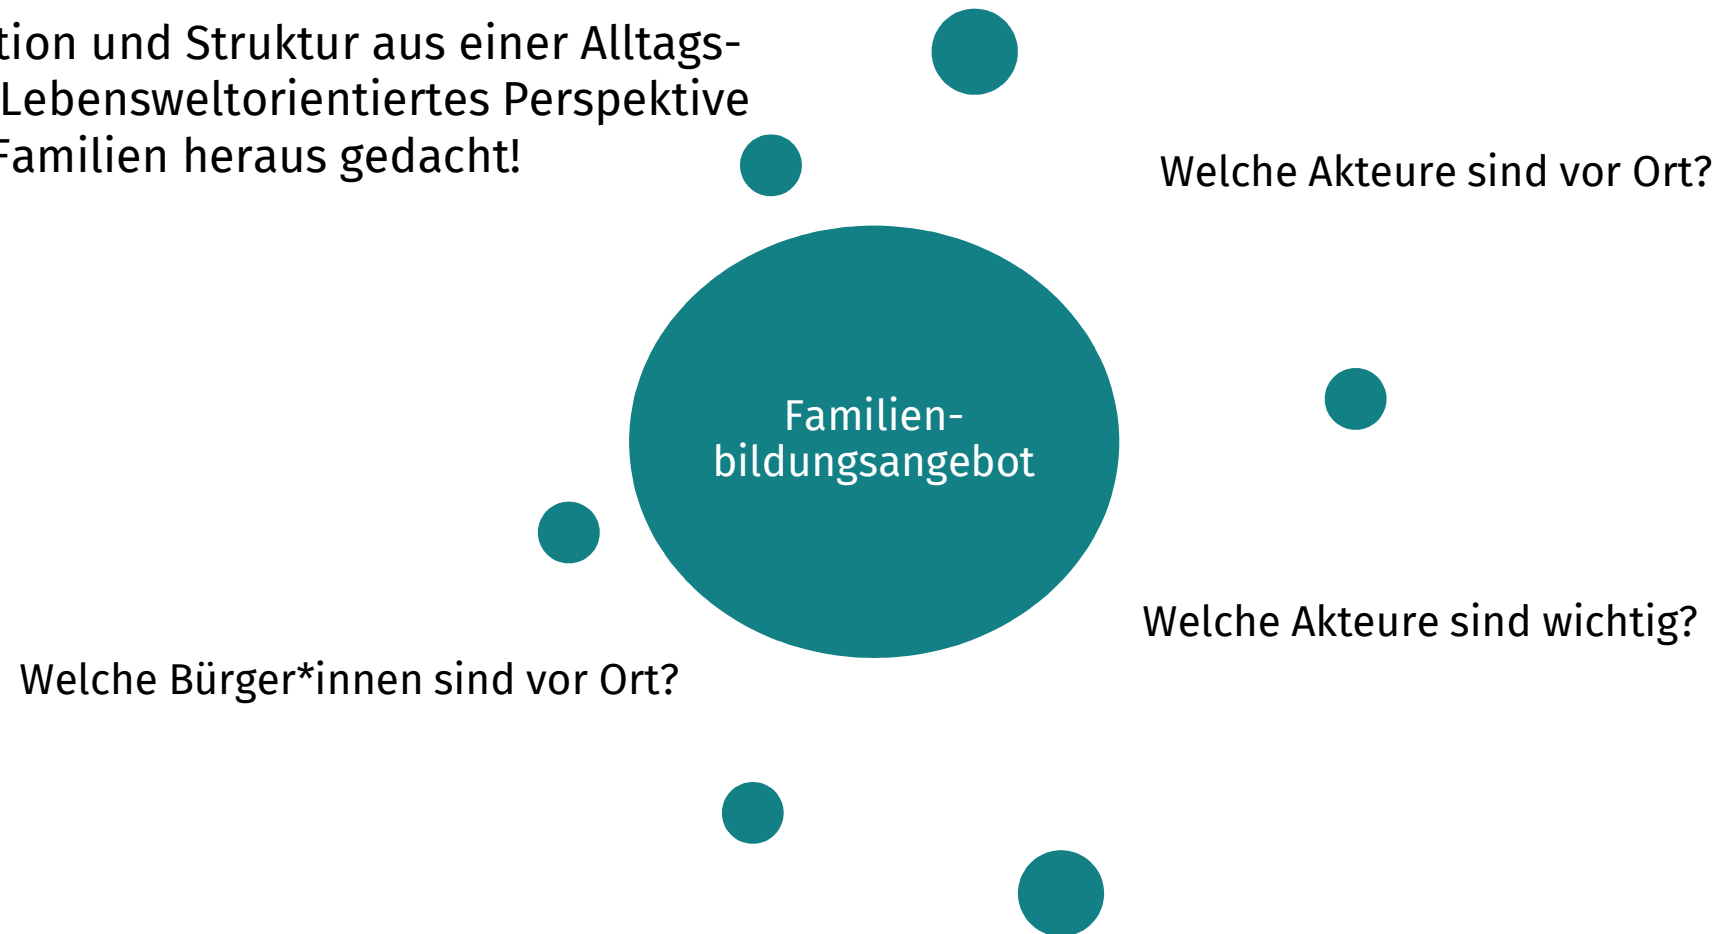 tion und Struktur aus einer Alltags-
Lebensweltorientiertes Perspektive
Familien heraus gedacht!
Welche Akteure sind vor Ort?
Familien-
bildungsangebot
Welche Akteure sind wichtig?
Welche Bürger*innen sind vor Ort?